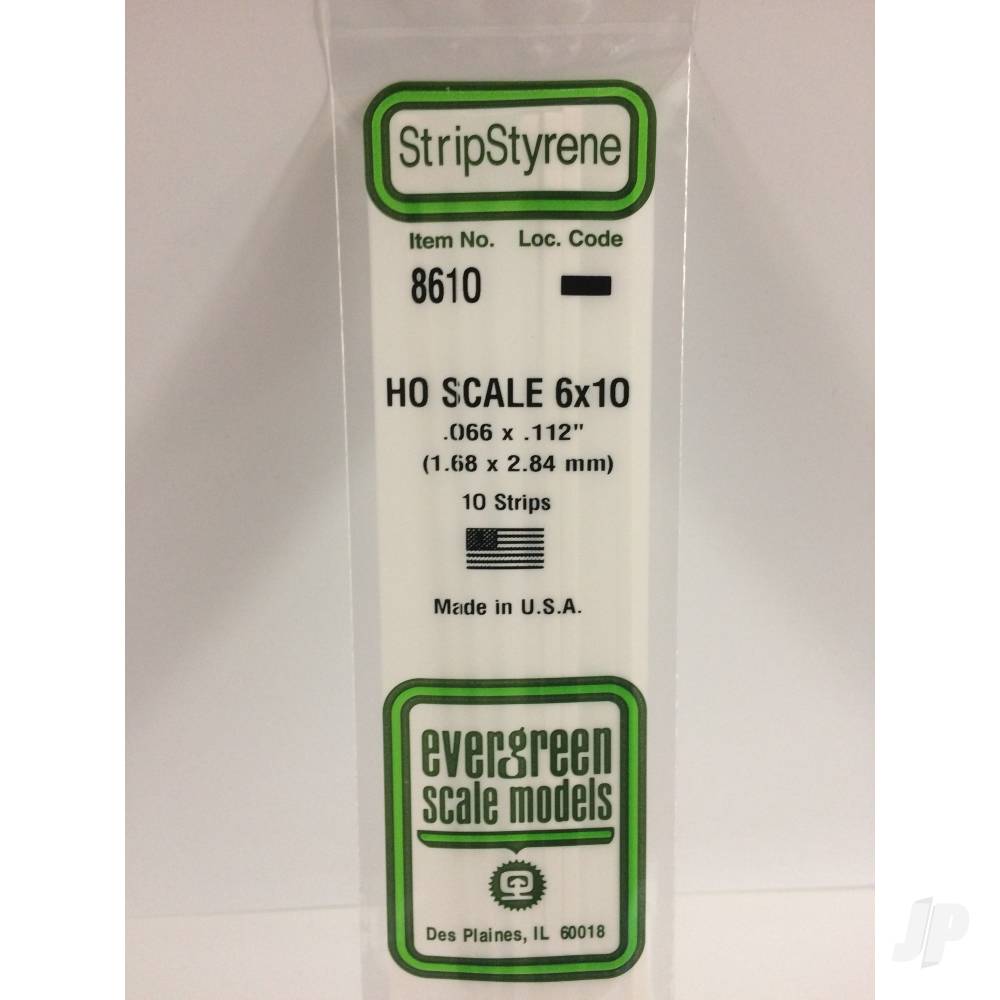 StripStyrene
Item No. Loc. Code
8610
HO SCALE 6x10
.066 x .112"
(1.68 x 2.84 mm)
10 Strips
Made in U.S.A.
evergreen
scale models
Des Plaines, IL 60018
JP